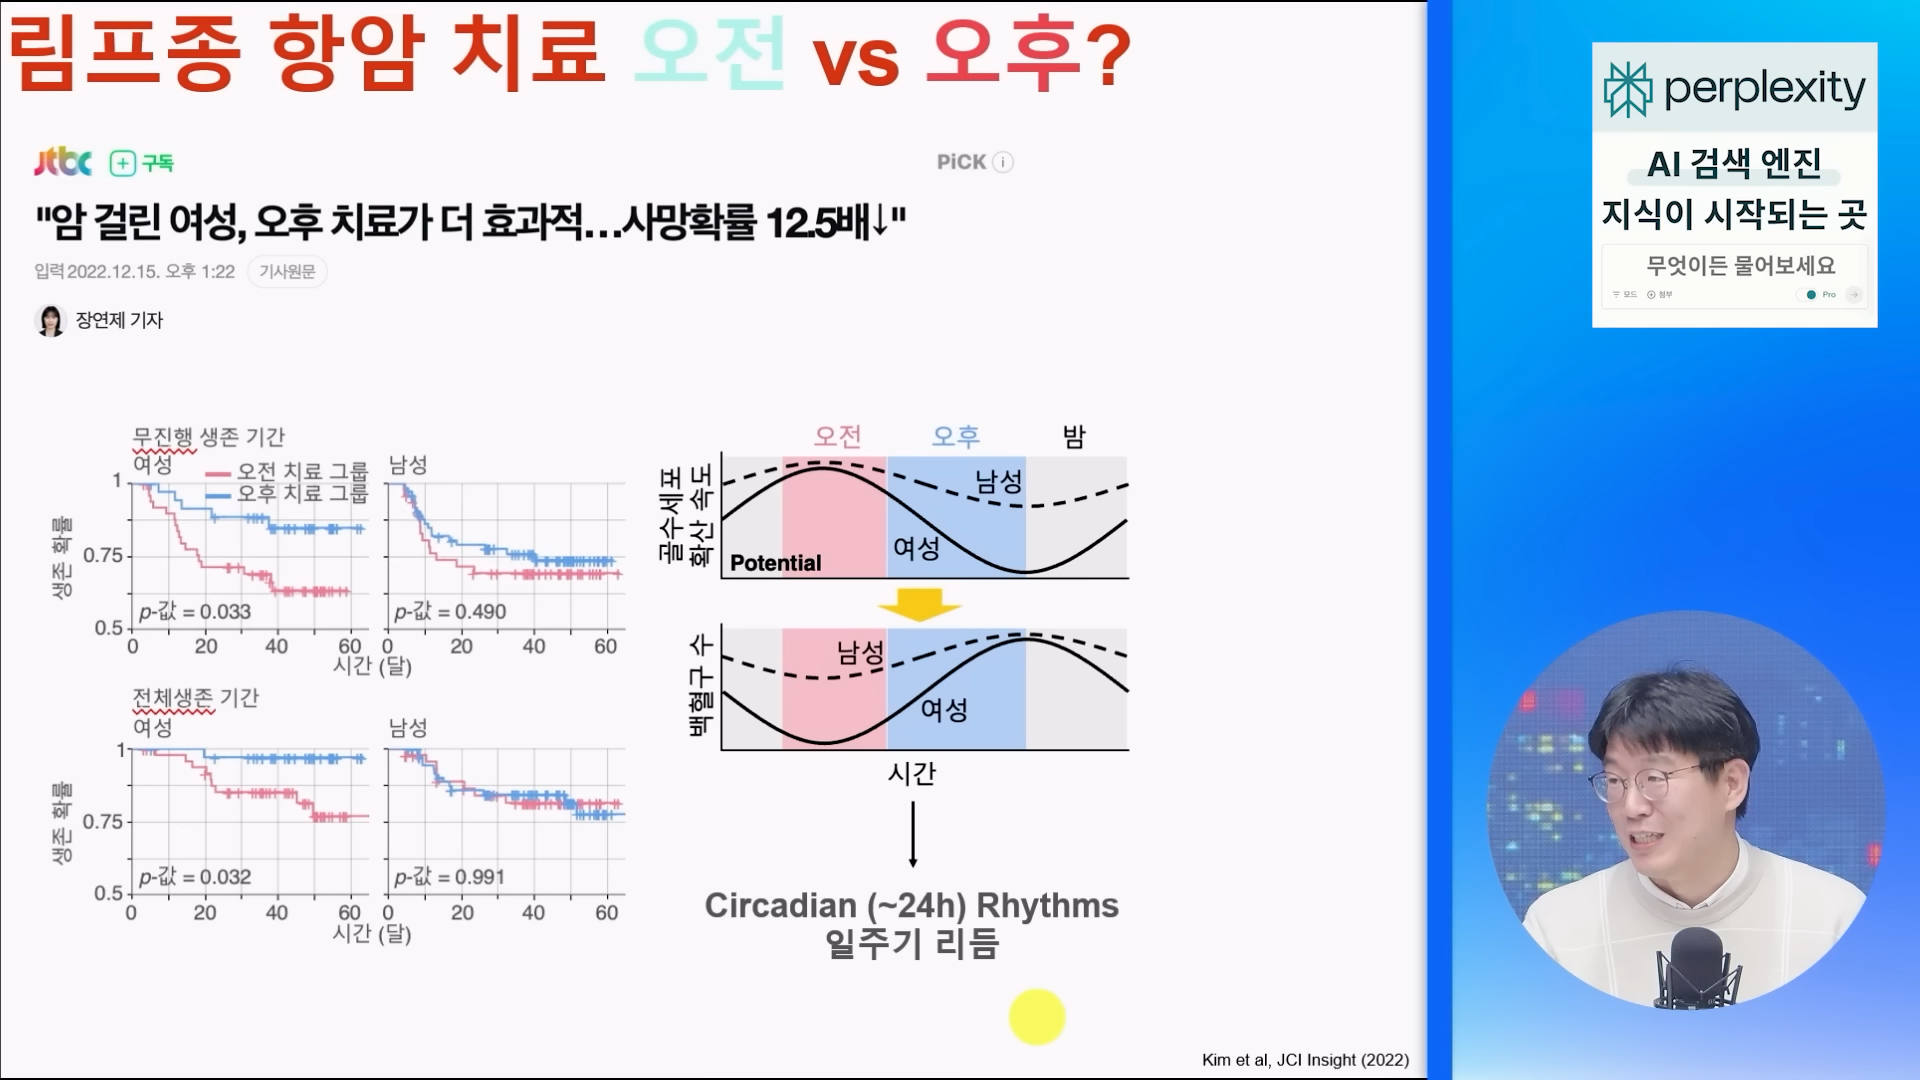 림프종 항암 치료 오전 vs 오후?
jtbc 구독
PiCK
"암 걸린 여성, 오후 치료가 더 효과적…사망확률 12.5배↓"
입력 2022.12.15. 오후 1:22 기사원문
장연제 기자
무진행 생존 기간
여성 남성
오전 치료 그룹
오후 치료 그룹
생존 확률
1
0.75
0.5
p-값 = 0.033
p-값 = 0.490
0 20 40 60
0 20 40 60
시간 (달)
전체생존 기간
여성 남성
생존 확률
1
0.75
0.5
p-값 = 0.032
p-값 = 0.991
0 20 40 60
0 20 40 60
시간 (달)
오전 오후 밤
골수세포
확산 속도
남성
여성
Potential
백혈구 수
남성
여성
시간
Circadian (~24h) Rhythms
일주기 리듬
Kim et al, JCI Insight (2022)
perplexity
AI 검색 엔진
지식이 시작되는 곳
무엇이든 물어보세요
모드 첨부 Pro